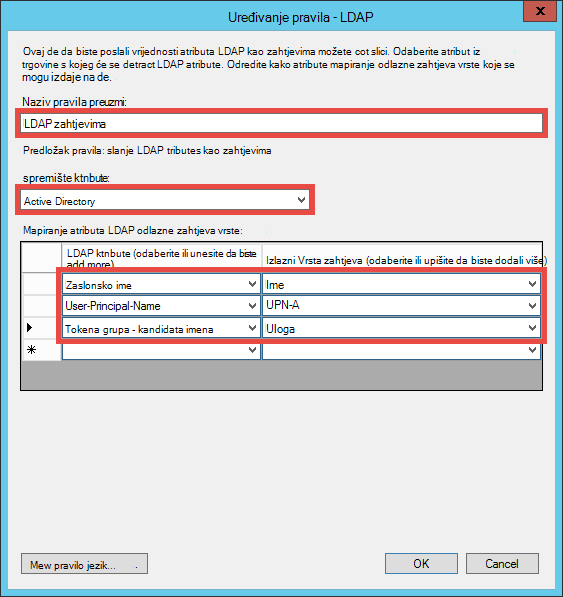 Uređivanje pravila - LDAP
x
Ovaj de da biste poslali vrijednosti atributa LDAP kao zahtjevima možete cot slici. Odaberite atribut iz
trgovine s kojeg će se detract LDAP atribute. Odredite kako atribute mapiranje odlazne zahtjeva vrste koje se
mogu izdaje na de.
Naziv pravila preuzmi:
LDAP zahtjevima
Predložak pravila: slanje LDAP tributes kao zahtjevima
spremište ktnbute:
Active Directory
Mapiranje atributa LDAP odlazne zahtjeva vrste:
LDAP ktnbute (odaberite ili unesite da biste
add more)
Izlazni Vrsta zahtjeva (odaberite ili upišite da biste dodali više)
Zaslonsko ime Ime
User-Principal-Name UPN-A
Tokena grupa - kandidata imena Uloga
Mew pravilo jezik... .
OK
Cancel